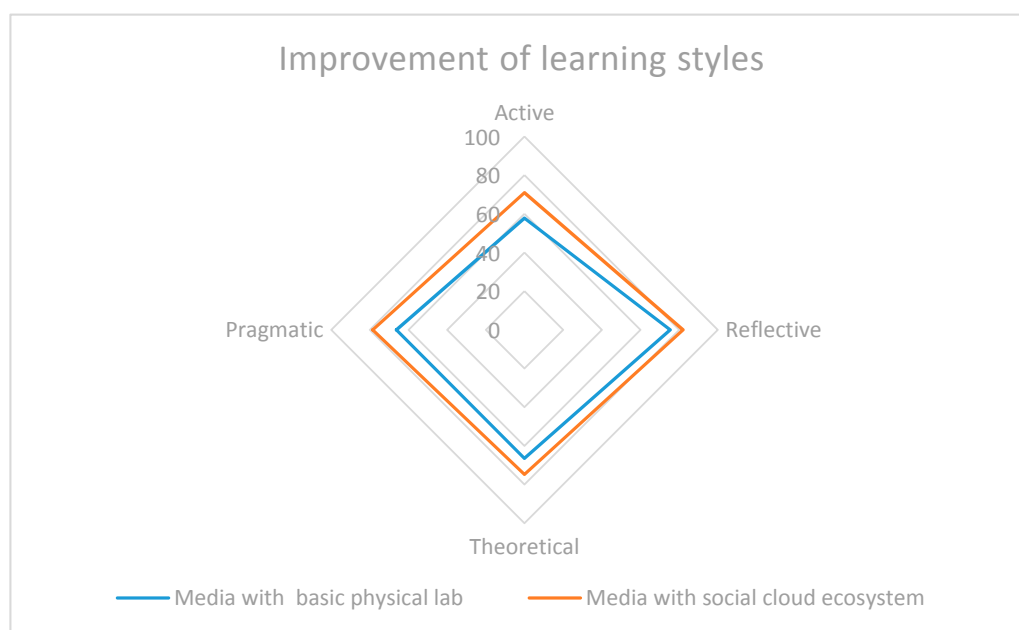 Improvement of learning styles
Active
100
80
60
40
20
0
Pragmatic
Reflective
Theoretical
Media with  basic physical lab
Media with social cloud ecosystem